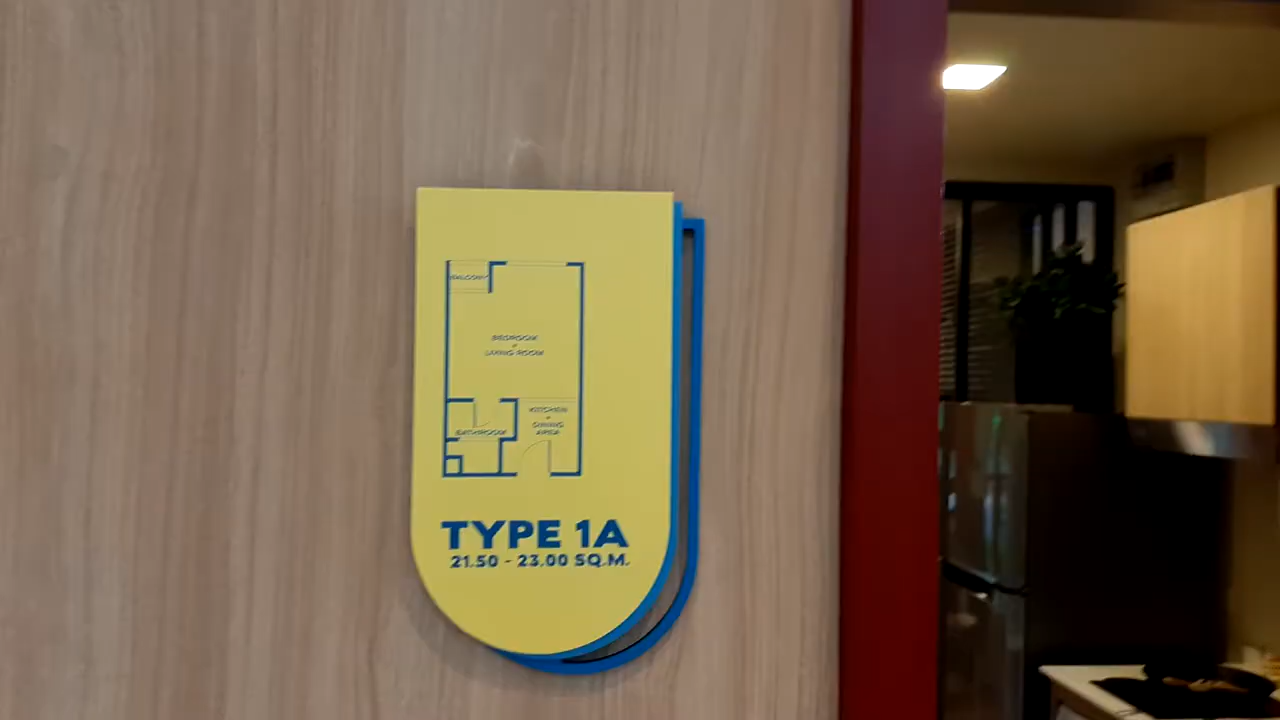 BALCONY
BEDROOM
+
LIVING ROOM
KITCHEN
+
DINING
AREA
BATHROOM
TYPE 1A
21.50 - 23.00 SQ.M.